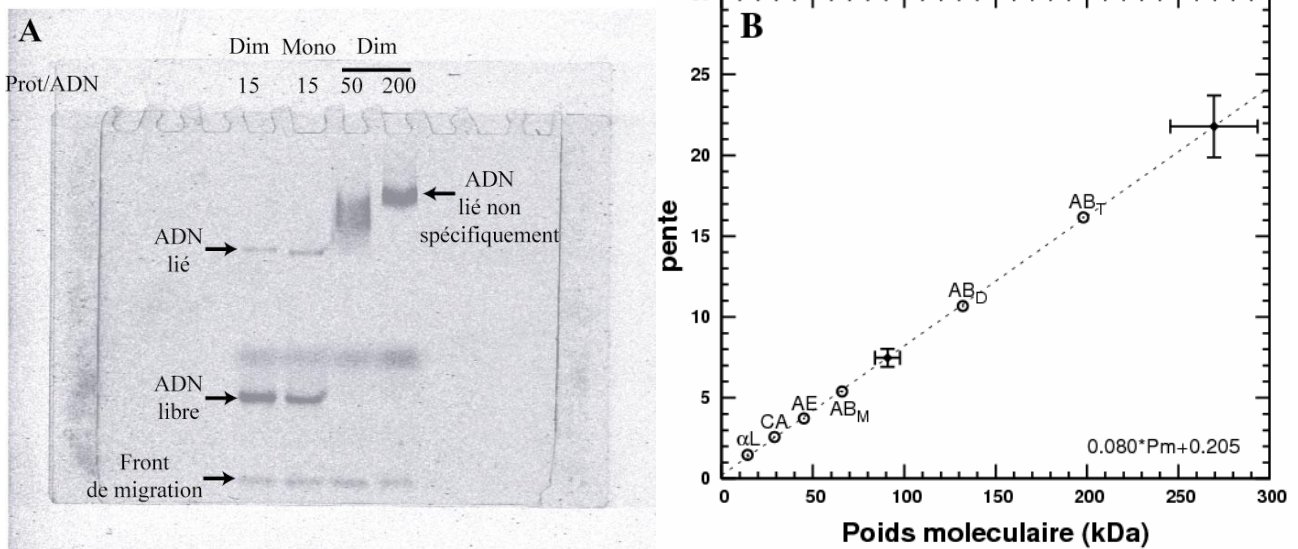 A
Dim Mono Dim
Prot/ADN 15 15 50 200
ADN
lié non
spécifiquement
ADN
lié
ADN
libre
Front
de migration
B
25
20
15
10
5
0
pente
AB_T
AB_D
AB_M
AE
CA
αL
0.080*Pm+0.205
0 50 100 150 200 250 300
Poids moleculaire (kDa)